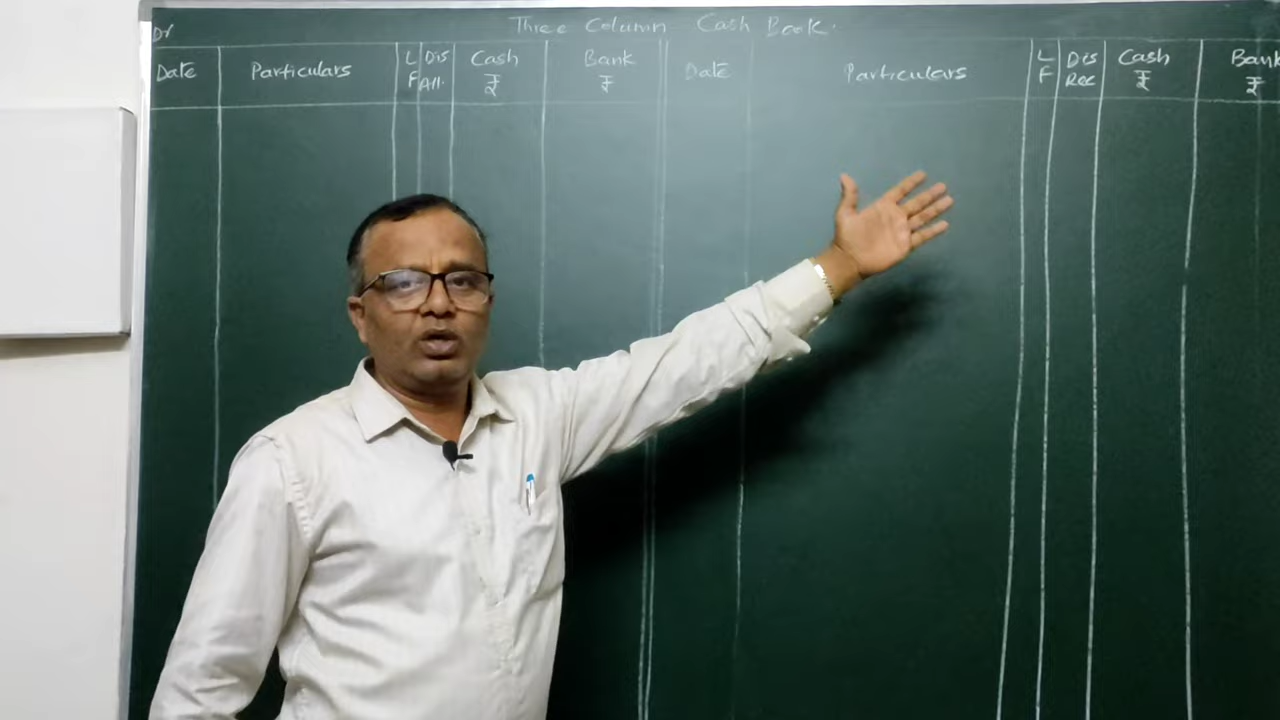 Three Column Cash Book.
Dr
Date Particulars L F Dis All. Cash ₹ Bank ₹ Date Particulars L F Dis Rec Cash ₹ Bank ₹